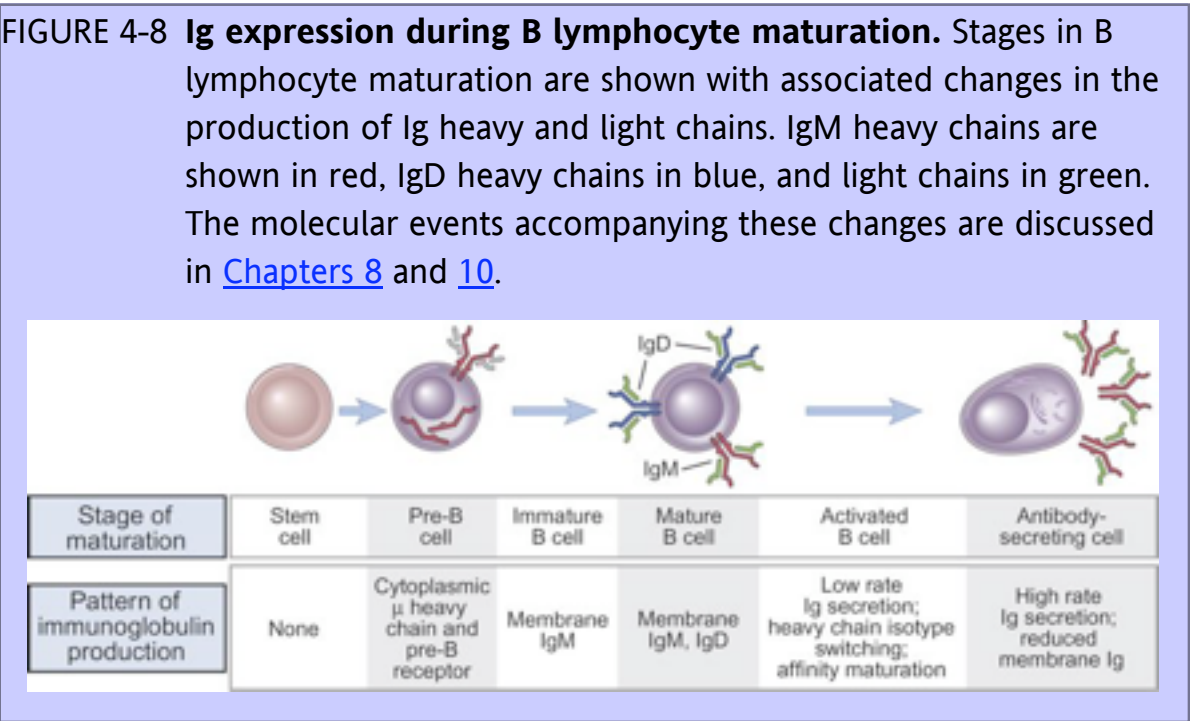 FIGURE 4-8 Ig expression during B lymphocyte maturation. Stages in B
lymphocyte maturation are shown with associated changes in the
production of Ig heavy and light chains. IgM heavy chains are
shown in red, IgD heavy chains in blue, and light chains in green.
The molecular events accompanying these changes are discussed
in Chapters 8 and 10.
IgD
IgM
Stage of
maturation
Stem
cell
Pre-B
cell
Immature
B cell
Mature
B cell
Activated
B cell
Antibody-
secreting cell
Pattern of
immunoglobulin
production
None
Cytoplasmic
μ heavy
chain and
pre-B
receptor
Membrane
IgM
Membrane
IgM, IgD
Low rate
Ig secretion;
heavy chain isotype
switching;
affinity maturation
High rate
Ig secretion;
reduced
membrane Ig